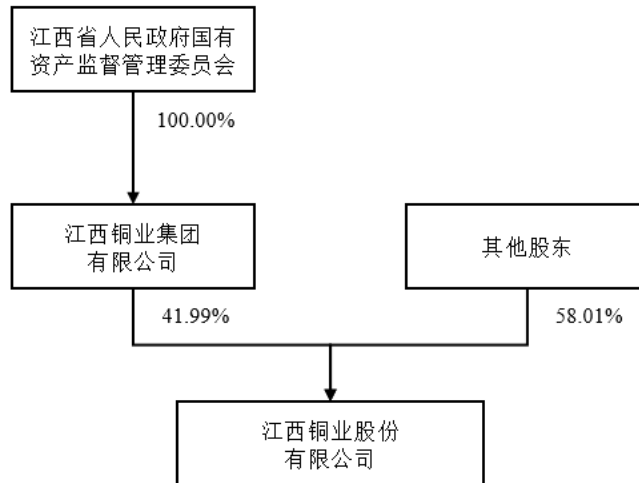 江西省人民政府国有
资产监督管理委员会
100.00%
江西铜业集团
有限公司
其他股东
41.99%
58.01%
江西铜业股份
有限公司